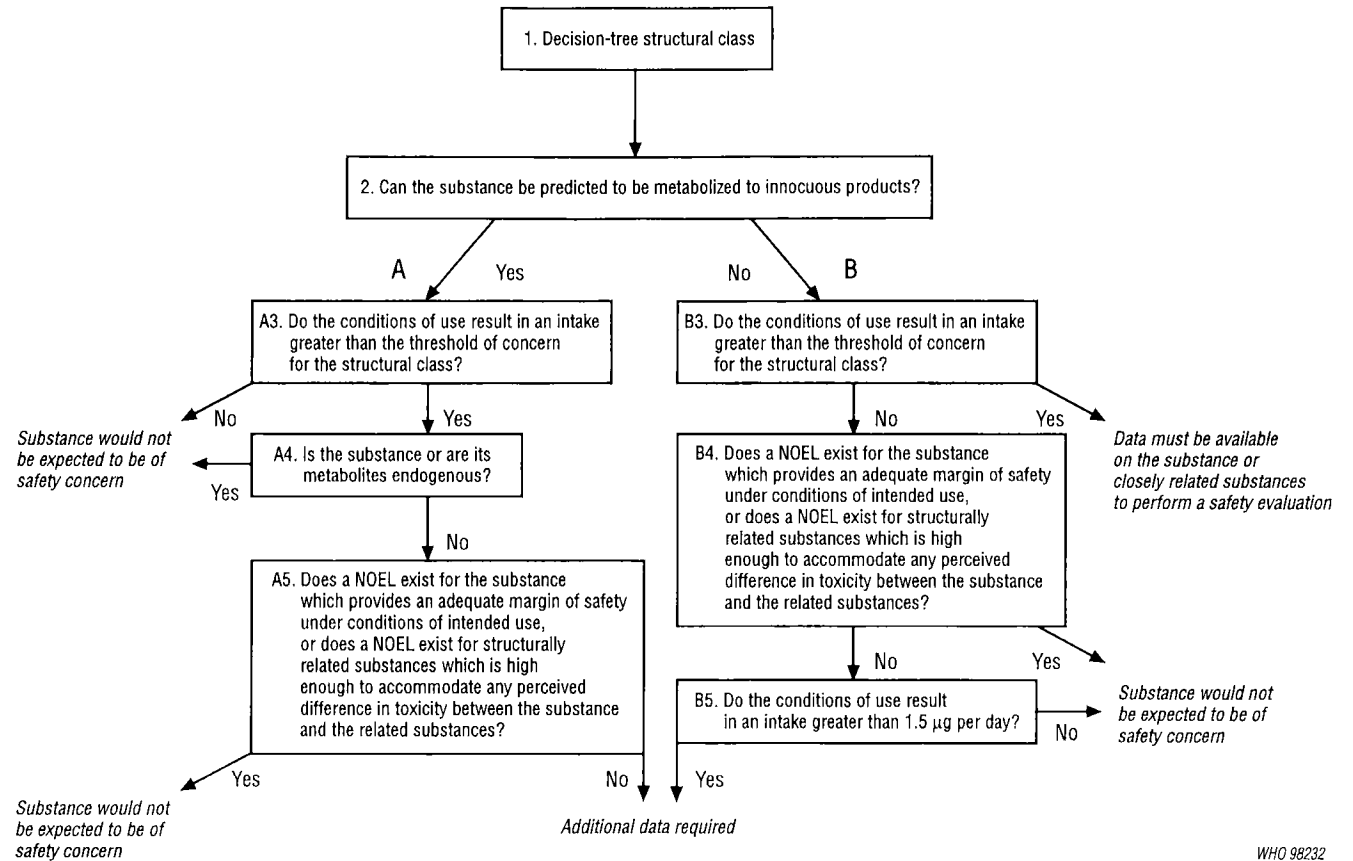 1. Decision-tree structural class
2. Can the substance be predicted to be metabolized to innocuous products?
A
Yes
No
B
A3. Do the conditions of use result in an intake
greater than the threshold of concern
for the structural class?
B3. Do the conditions of use result in an intake
greater than the threshold of concern
for the structural class?
No
Yes
No
Yes
Substance would not
be expected to be of
safety concern
A4. Is the substance or are its
metabolites endogenous?
Yes
No
B4. Does a NOEL exist for the substance
which provides an adequate margin of safety
under conditions of intended use,
or does a NOEL exist for structurally
related substances which is high
enough to accommodate any perceived
difference in toxicity between the substance
and the related substances?
Data must be available
on the substance or
closely related substances
to perform a safety evaluation
A5. Does a NOEL exist for the substance
which provides an adequate margin of safety
under conditions of intended use,
or does a NOEL exist for structurally
related substances which is high
enough to accommodate any perceived
difference in toxicity between the substance
and the related substances?
No
Yes
B5. Do the conditions of use result
in an intake greater than 1.5 μg per day?
No
Substance would not
be expected to be of
safety concern
Yes
No
Yes
Substance would not
be expected to be of
safety concern
Additional data required
WHO 98232